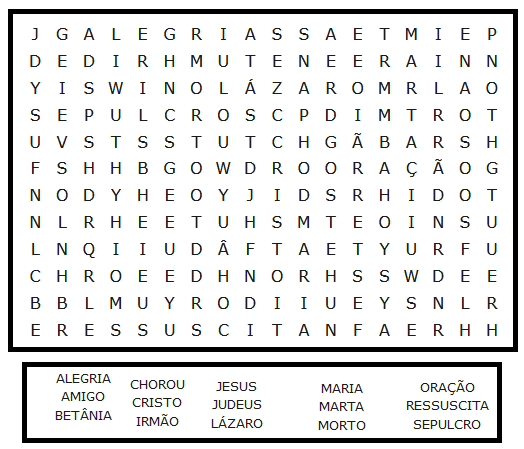 J G A L E G R I A S S A E T M I E P
D E D I R H M U T E N E E R A I N N
Y I S W I N O L Á Z A R O M R L A O
S E P U L C R O S C P D I M T R O T
U V S T S S T U T C H G Ã B A R S H
F S H H B G O W D R O O R A Ç Ã O G
N O D Y H E O Y J I D S R H I D O T
N L R H E E T U H S M T E O I N S U
L N Q I I U D Â F T A E T Y U R F U
C H R O E E D H N O R H S S W D E E
B B L M U Y R O D I I U E Y S N L R
E R E S S U S C I T A N F A E R H H
ALEGRIA CHOROU JESUS MARIA ORAÇÃO
AMIGO CRISTO JUDEUS MARTA RESSUSCITA
BETÂNIA IRMÃO LÁZARO MORTO SEPULCRO